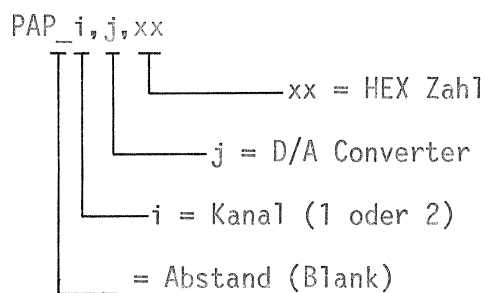 PAP_i,j,xx
xx = HEX Zahl
j = D/A Converter
i = Kanal (1 oder 2)
= Abstand (Blank)